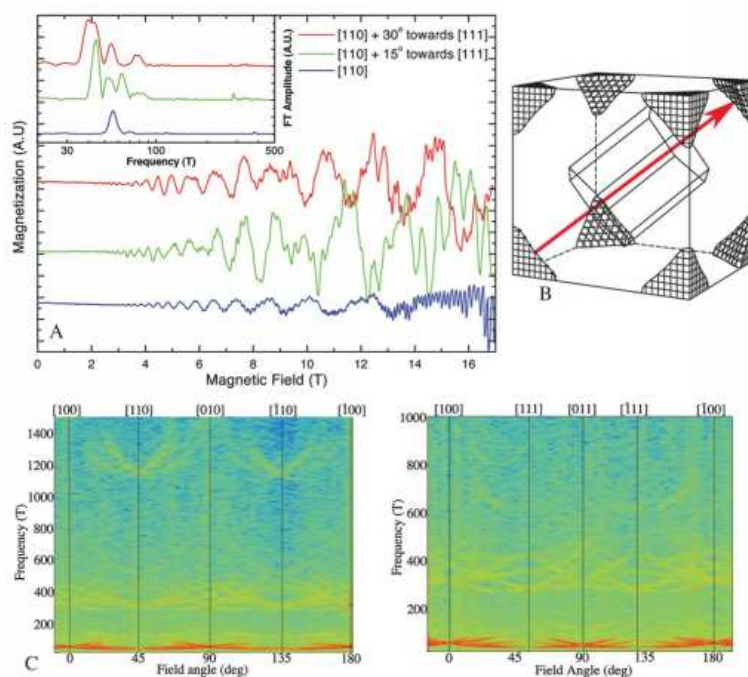 [110] + 30° towards [111]
[110] + 15° towards [111]
[110]
FT Amplitude (A.U.)
30 100 500
Frequency (T)
Magnetization (A.U)
A
0 2 4 6 8 10 12 14 16
Magnetic Field (T)
B
[100] [110] [010] [1̄10] [1̄00]
1400
1200
1000
800
600
400
200
Frequency (T)
0 45 90 135 180
Field angle (deg)
C
[100] [111] [011] [1̄11] [1̄00]
1000
800
600
400
200
Frequency (T)
0 45 90 135 180
Field Angle (deg)